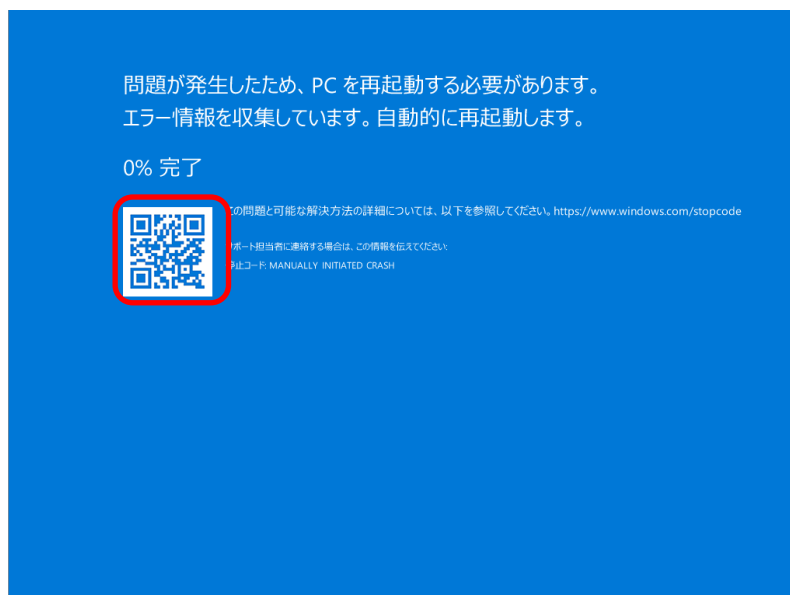 問題が発生したため、PC を再起動する必要があります。
エラー情報を収集しています。自動的に再起動します。
0% 完了
この問題と可能な解決方法の詳細については、以下を参照してください。https://www.windows.com/stopcode
サポート担当者に連絡する場合は、この情報を伝えてください:
停止コード: MANUALLY INITIATED CRASH